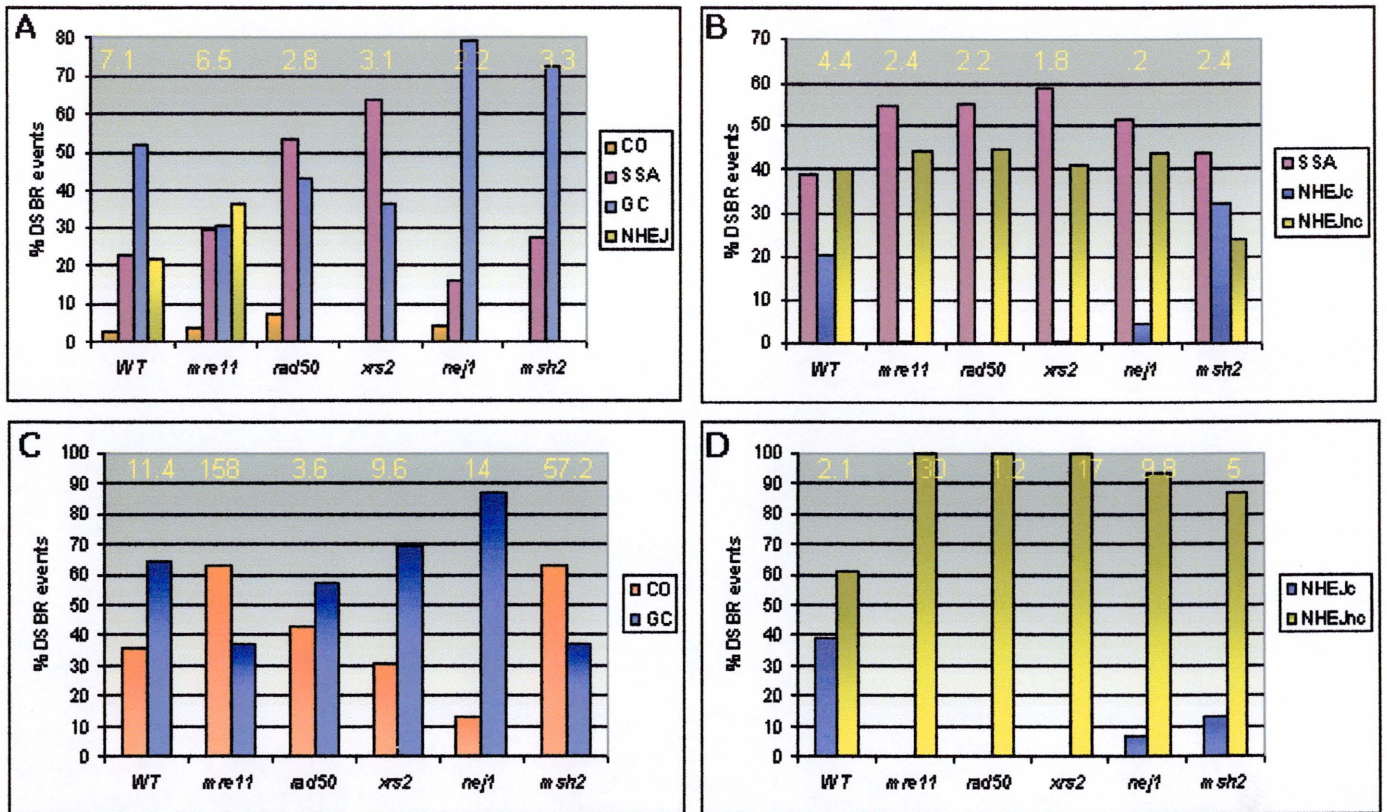 A
80
70
60
50
40
30
20
10
0
% DSBR events
7.1 6.5 2.8 3.1 2.2 3.3
WT mre11 rad50 xrs2 nej1 msh2
CO
SSA
GC
NHEJ
B
70
60
50
40
30
20
10
0
% DSBR events
4.4 2.4 2.2 1.8 .2 2.4
WT mre11 rad50 xrs2 nej1 msh2
SSA
NHEJc
NHEJnc
C
100
90
80
70
60
50
40
30
20
10
0
% DSBR events
11.4 158 3.6 9.6 14 57.2
WT mre11 rad50 xrs2 nej1 msh2
CO
GC
D
100
90
80
70
60
50
40
30
20
10
0
% DSBR events
2.1 130 1.2 17 9.8 5
WT mre11 rad50 xrs2 nej1 msh2
NHEJc
NHEJnc